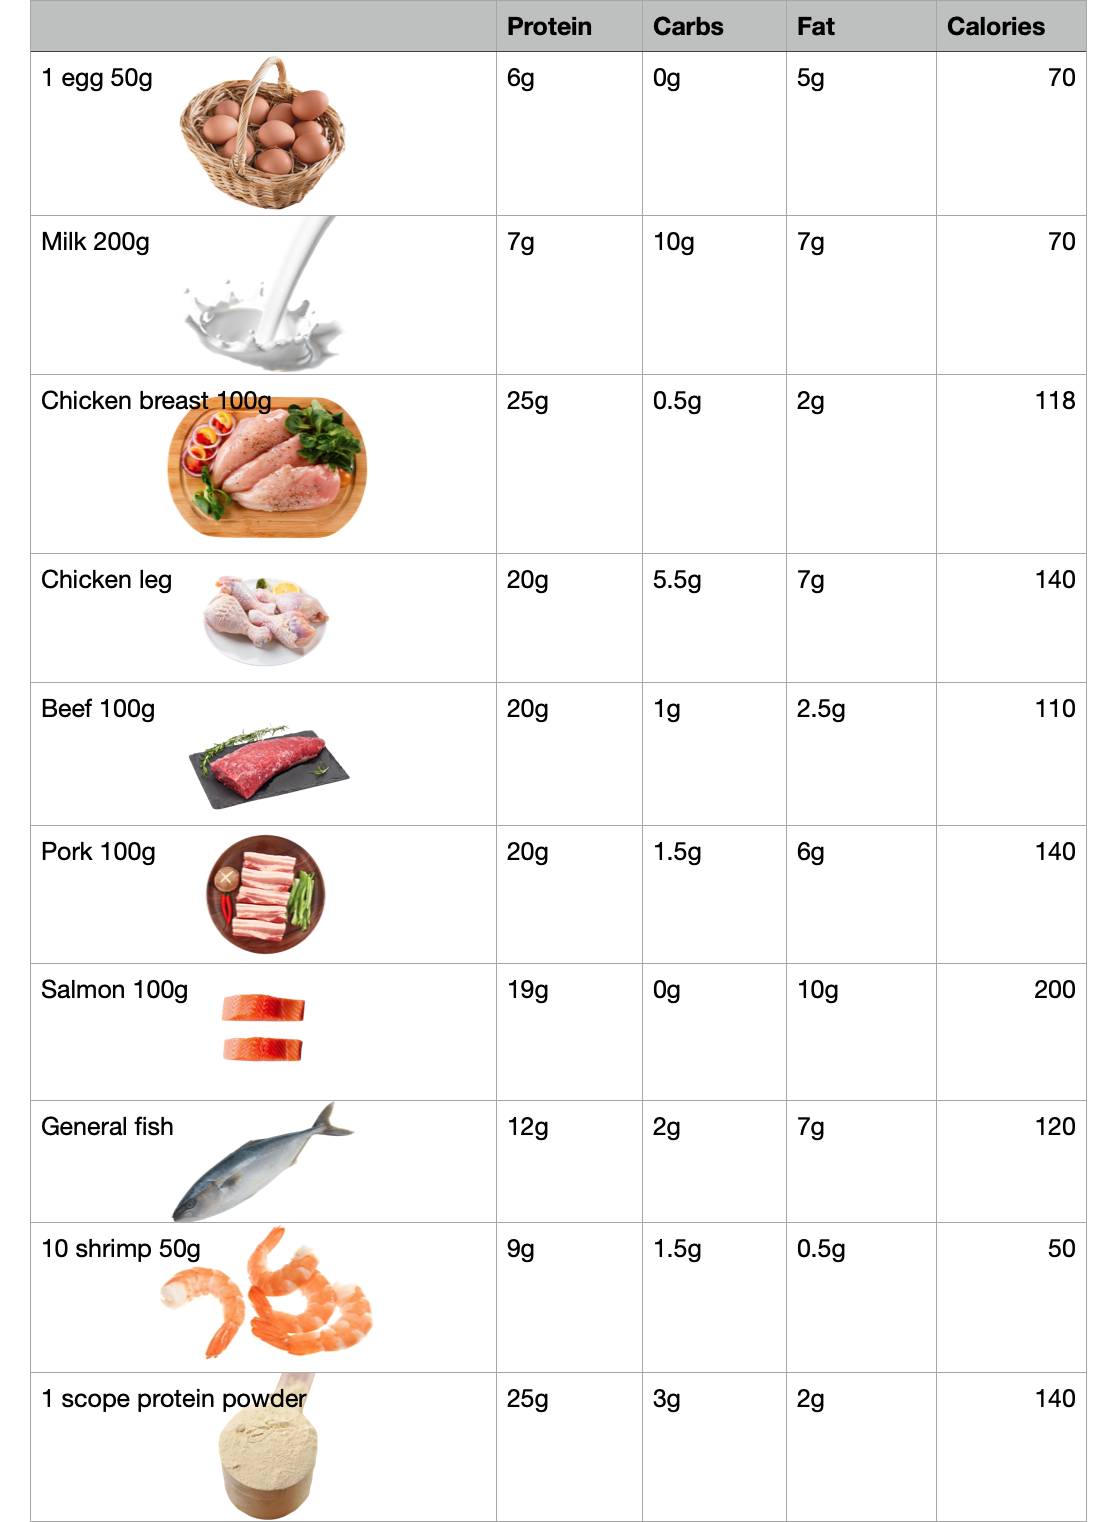 Protein Carbs Fat Calories
1 egg 50g 6g 0g 5g 70
Milk 200g 7g 10g 7g 70
Chicken breast 100g 25g 0.5g 2g 118
Chicken leg 20g 5.5g 7g 140
Beef 100g 20g 1g 2.5g 110
Pork 100g 20g 1.5g 6g 140
Salmon 100g 19g 0g 10g 200
General fish 12g 2g 7g 120
10 shrimp 50g 9g 1.5g 0.5g 50
1 scope protein powder 25g 3g 2g 140